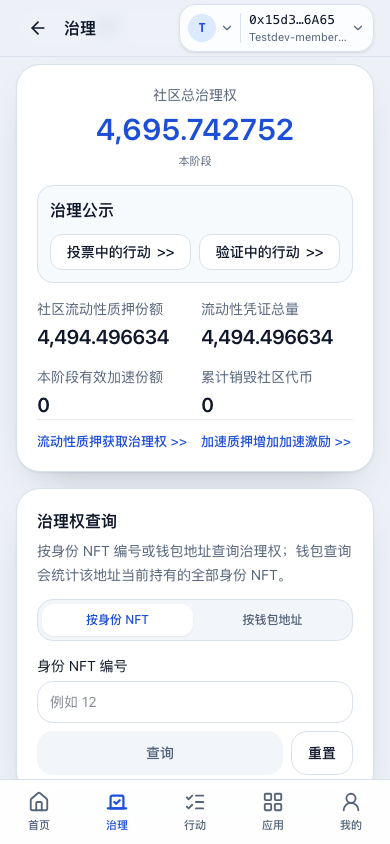 治理
T
0x15d3…6A65
Testdev-member...
社区总治理权
4,695.742752
本阶段
治理公示
投票中的行动 >>
验证中的行动 >>
社区流动性质押份额
流动性凭证总量
4,494.496634
4,494.496634
本阶段有效加速份额
累计销毁社区代币
0
0
流动性质押获取治理权 >>
加速质押增加加速激励 >>
治理权查询
按身份 NFT 编号或钱包地址查询治理权；钱包查询
会统计该地址当前持有的全部身份 NFT。
按身份 NFT
按钱包地址
身份 NFT 编号
例如 12
查询
重置
首页
治理
行动
应用
我的